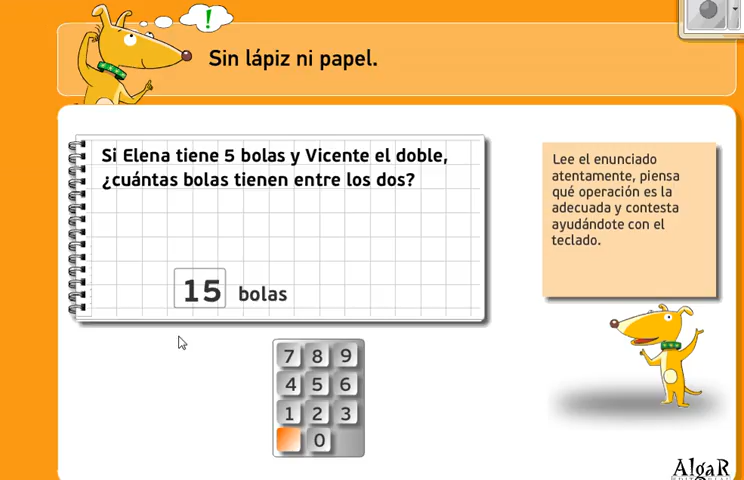 !
Sin lápiz ni papel.
Si Elena tiene 5 bolas y Vicente el doble,
¿cuántas bolas tienen entre los dos?
15 bolas
Lee el enunciado
atentamente, piensa
qué operación es la
adecuada y contesta
ayudándote con el
teclado.
7 8 9
4 5 6
1 2 3
0
AlgaR
EDITORIAL